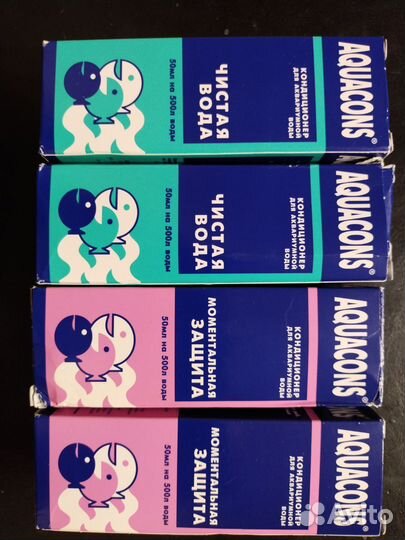 AQUACONS®
КОНДИЦИОНЕР
ДЛЯ АКВАРИУМНОЙ
ВОДЫ
ЧИСТАЯ
ВОДА
50мл на 500л воды
AQUACONS®
КОНДИЦИОНЕР
ДЛЯ АКВАРИУМНОЙ
ВОДЫ
ЧИСТАЯ
ВОДА
50мл на 500л воды
AQUACONS®
КОНДИЦИОНЕР
ДЛЯ АКВАРИУМНОЙ
ВОДЫ
МОМЕНТАЛЬНАЯ
ЗАЩИТА
50мл на 500л воды
AQUACONS®
КОНДИЦИОНЕР
ДЛЯ АКВАРИУМНОЙ
ВОДЫ
МОМЕНТАЛЬНАЯ
ЗАЩИТА
50мл на 500л воды
Avito